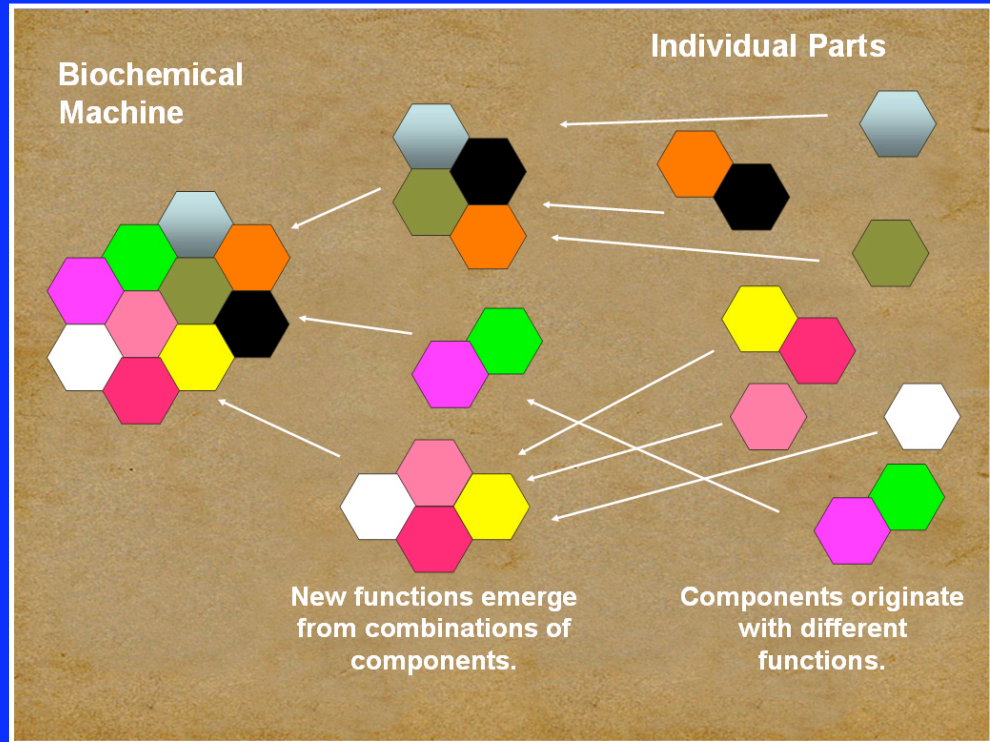 Biochemical
Machine
Individual Parts
New functions emerge
from combinations of
components.
Components originate
with different
functions.